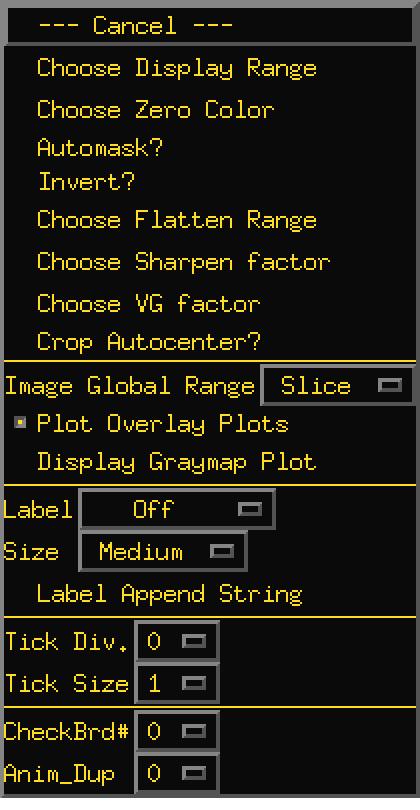 --- Cancel ---
Choose Display Range
Choose Zero Color
Automask?
Invert?
Choose Flatten Range
Choose Sharpen factor
Choose VG factor
Crop Autocenter?
Image Global Range Slice
Plot Overlay Plots
Display Graymap Plot
Label Off
Size Medium
Label Append String
Tick Div. 0
Tick Size 1
CheckBrd# 0
Anim_Dup 0